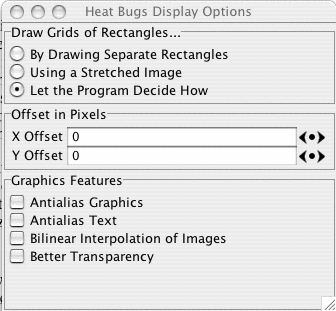 Heat Bugs Display Options
Draw Grids of Rectangles...
By Drawing Separate Rectangles
Using a Stretched Image
Let the Program Decide How
Offset in Pixels
X Offset 0
Y Offset 0
Graphics Features
Antialias Graphics
Antialias Text
Bilinear Interpolation of Images
Better Transparency